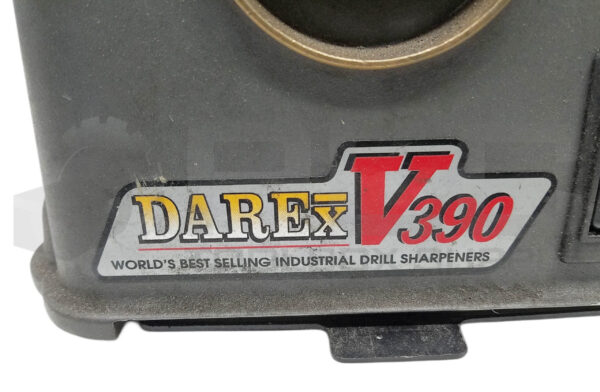 DAREX V390
WORLD'S BEST SELLING INDUSTRIAL DRILL SHARPENERS